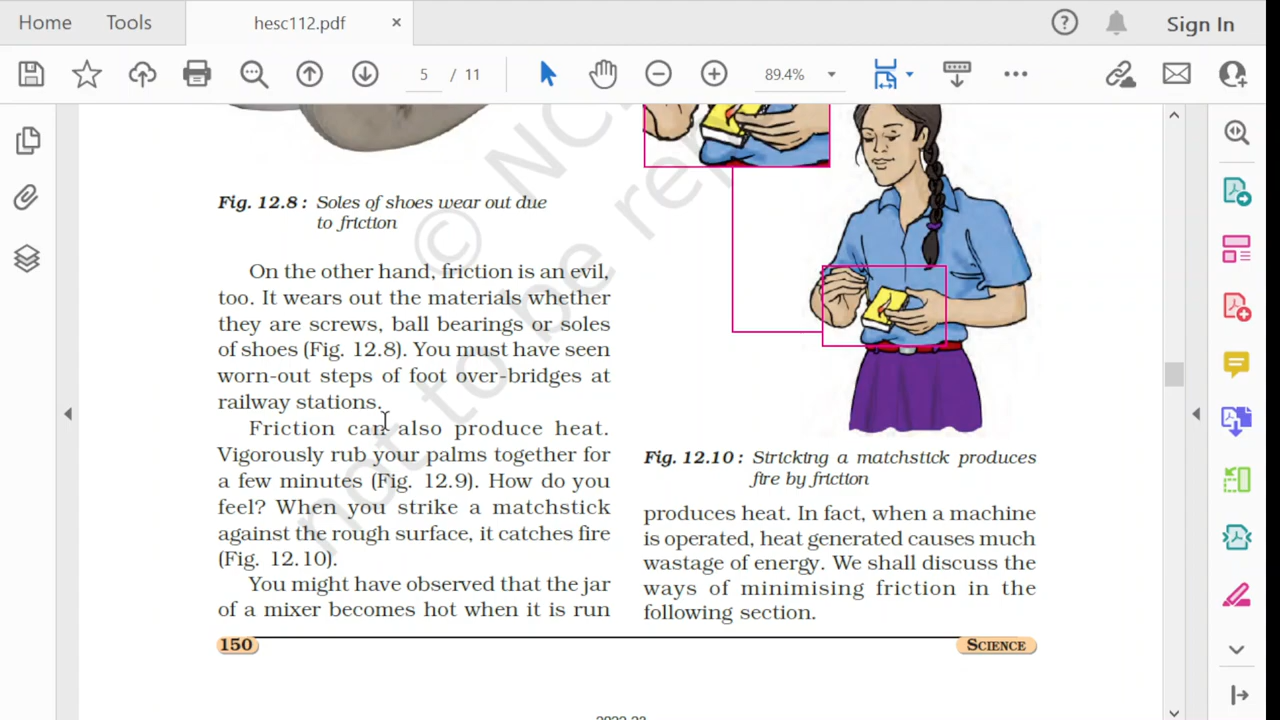 Home
Tools
hesc112.pdf
×
Sign In
5 / 11
89.4%
Fig. 12.8 : Soles of shoes wear out due
to friction
On the other hand, friction is an evil,
too. It wears out the materials whether
they are screws, ball bearings or soles
of shoes (Fig. 12.8). You must have seen
worn-out steps of foot over-bridges at
railway stations.
Friction can also produce heat.
Vigorously rub your palms together for
a few minutes (Fig. 12.9). How do you
feel? When you strike a matchstick
against the rough surface, it catches fire
(Fig. 12.10).
You might have observed that the jar
of a mixer becomes hot when it is run
Fig. 12.10 : Stricking a matchstick produces
fire by friction
produces heat. In fact, when a machine
is operated, heat generated causes much
wastage of energy. We shall discuss the
ways of minimising friction in the
following section.
150
SCIENCE
© NC
not to be re